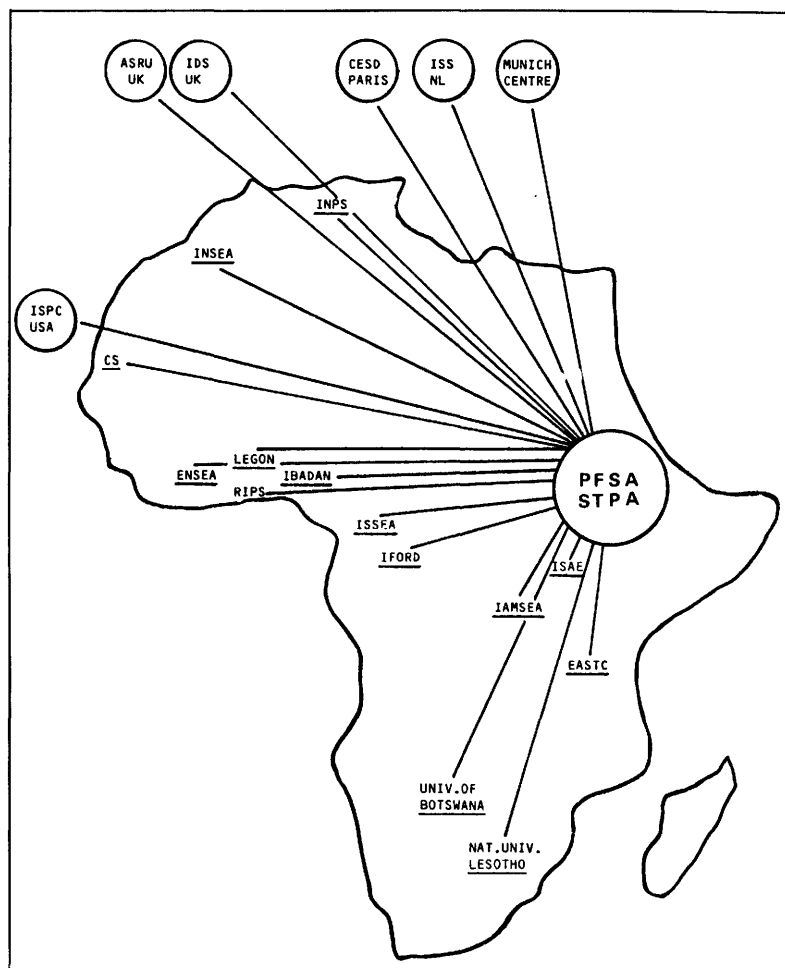 ASRU
UK
IDS
UK
CESD
PARIS
ISS
NL
MUNICH
CENTRE
INPS
INSEA
ISPC
USA
CS
LEGON
ENSEA
IBADAN
RIPS
PFSA
STPA
ISSEA
IFORD
ISAE
IAMSEA
EASTC
UNIV.OF
BOTSWANA
NAT.UNIV.
LESOTHO